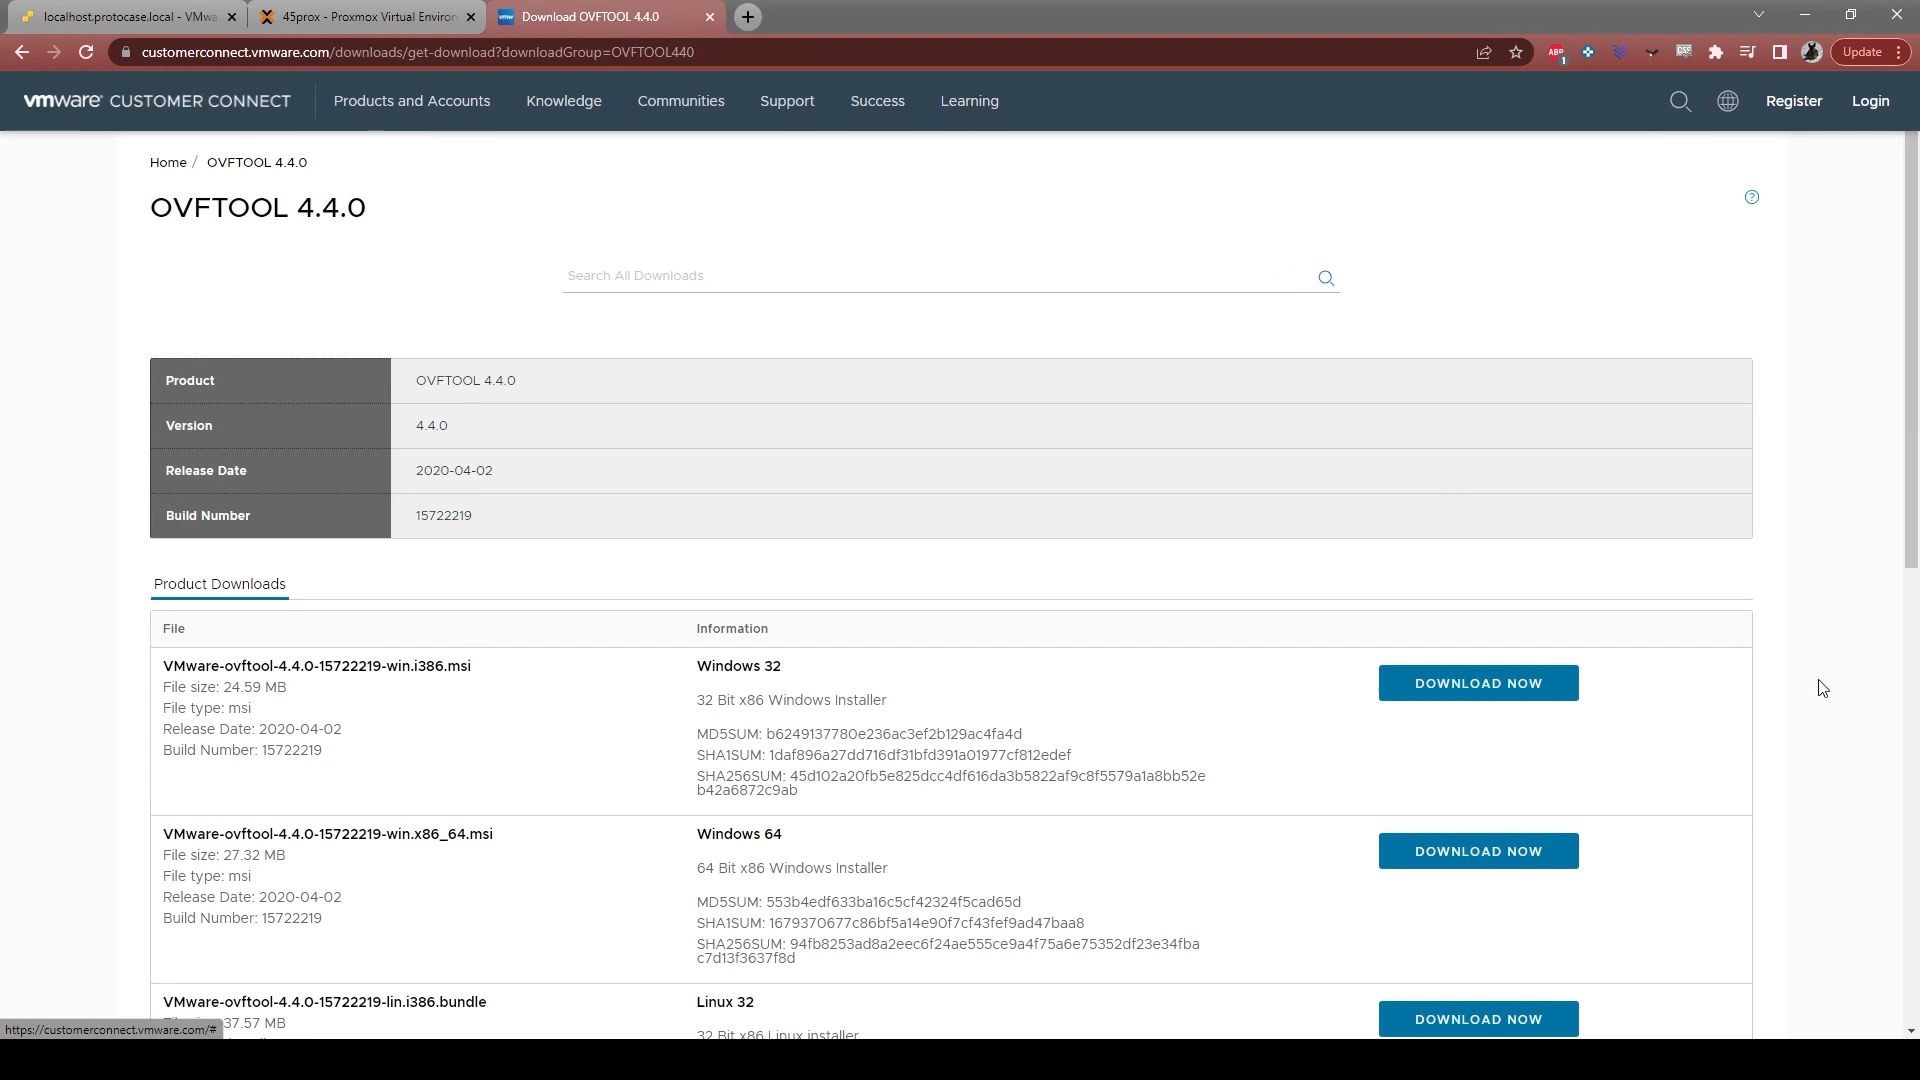 localhost.protocase.local - VMwa
45prox - Proxmox Virtual Environ
vmw Download OVFTOOL 4.4.0
customerconnect.vmware.com/downloads/get-download?downloadGroup=OVFTOOL440
ABP 1
Update
vmware CUSTOMER CONNECT Products and Accounts Knowledge Communities Support Success Learning Register Login
Home / OVFTOOL 4.4.0
OVFTOOL 4.4.0
Search All Downloads
Product OVFTOOL 4.4.0
Version 4.4.0
Release Date 2020-04-02
Build Number 15722219
Product Downloads
File Information
VMware-ovftool-4.4.0-15722219-win.i386.msi
File size: 24.59 MB
File type: msi
Release Date: 2020-04-02
Build Number: 15722219
Windows 32
32 Bit x86 Windows Installer
MD5SUM: b6249137780e236ac3ef2b129ac4fa4d
SHA1SUM: 1daf896a27dd716df31bfd391a01977cf812edef
SHA256SUM: 45d102a20fb5e825dcc4df616da3b5822af9c8f5579a1a8bb52e
b42a6872c9ab
DOWNLOAD NOW
VMware-ovftool-4.4.0-15722219-win.x86_64.msi
File size: 27.32 MB
File type: msi
Release Date: 2020-04-02
Build Number: 15722219
Windows 64
64 Bit x86 Windows Installer
MD5SUM: 553b4edf633ba16c5cf42324f5cad65d
SHA1SUM: 1679370677c86bf5a14e90f7cf43fef9ad47baa8
SHA256SUM: 94fb8253ad8a2eec6f24ae555ce9a4f75a6e75352df23e34fba
c7d13f3637f8d
DOWNLOAD NOW
VMware-ovftool-4.4.0-15722219-lin.i386.bundle
37.57 MB
Linux 32
32 Bit x86 Linux installer
DOWNLOAD NOW
https://customerconnect.vmware.com/#